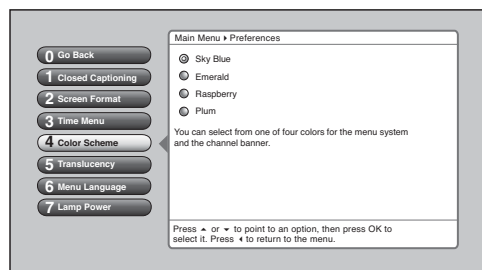 Main Menu ▸ Preferences
0 Go Back
1 Closed Captioning
2 Screen Format
3 Time Menu
4 Color Scheme
5 Translucency
6 Menu Language
7 Lamp Power
Sky Blue
Emerald
Raspberry
Plum
You can select from one of four colors for the menu system
and the channel banner.
Press ▲ or ▼ to point to an option, then press OK to
select it. Press ◀ to return to the menu.